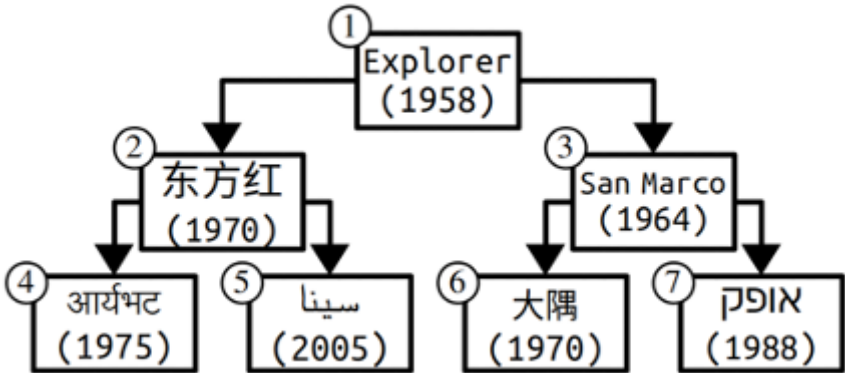 1
Explorer
(1958)
2
东方红
(1970)
3
San Marco
(1964)
4
आर्यभट
(1975)
5
سينا
(2005)
6
大隅
(1970)
7
אופק
(1988)